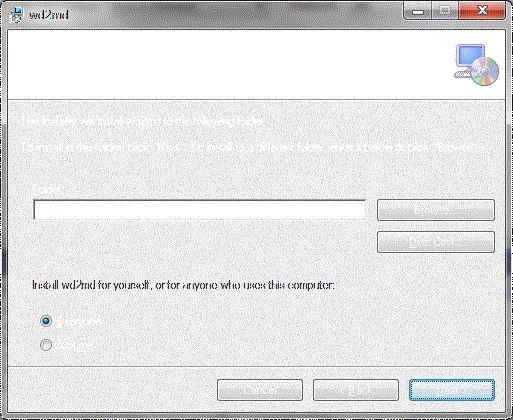 wd2md
The installer will install wd2md to the following folder.
To install in this folder, click "Next". To install to a different folder, enter it below or click "Browse".
Folder:
Browse...
Disk Cost...
Install wd2md for yourself, or for anyone who uses this computer:
Everyone
Just me
Cancel
< Back
Next >